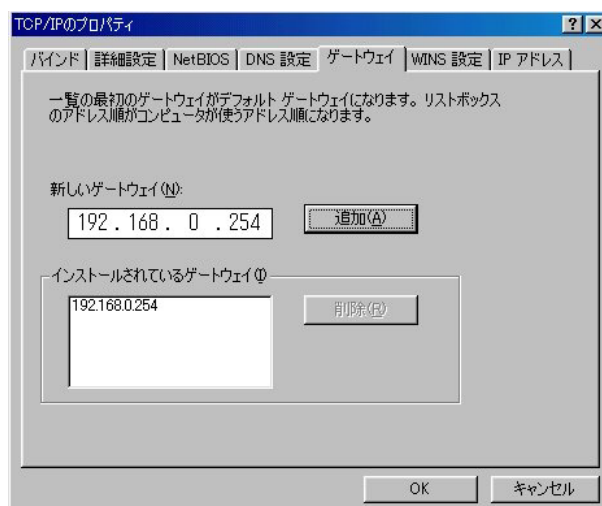 TCP/IPのプロパティ
バインド 詳細設定 NetBIOS DNS 設定 ゲートウェイ WINS 設定 IP アドレス
一覧の最初のゲートウェイがデフォルト ゲートウェイになります。リストボックス
のアドレス順がコンピュータが使うアドレス順になります。
新しいゲートウェイ(N):
192.168. 0 .254 追加(A)
インストールされているゲートウェイ(I)
192.168.0.254 削除(R)
OK キャンセル